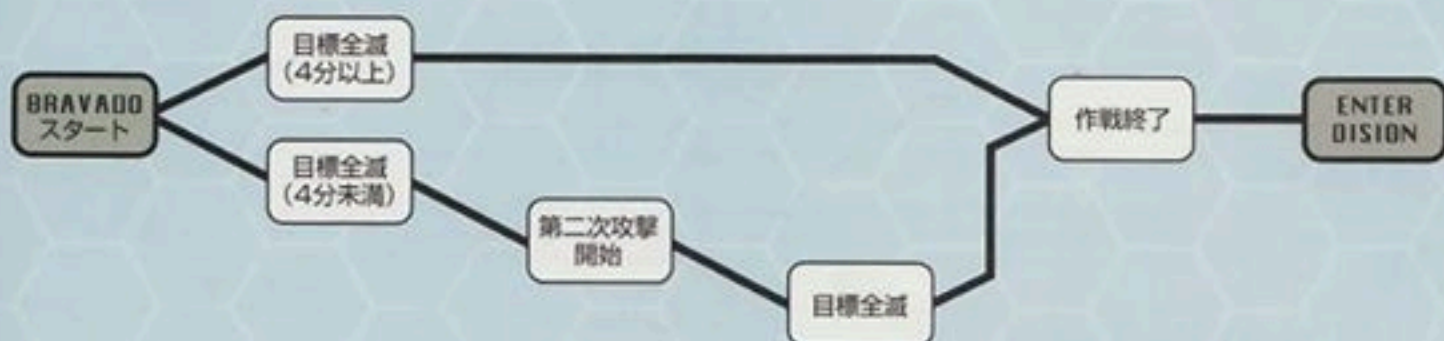 BRAVADO
スタート
目標全滅
(4分以上)
目標全滅
(4分未満)
第二次攻撃
開始
目標全滅
作戦終了
ENTER
DISION